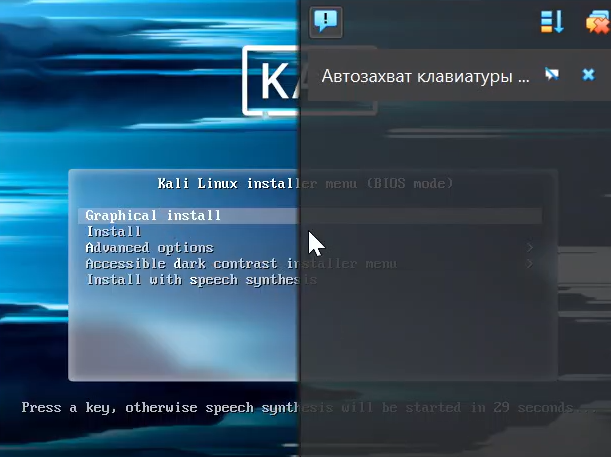 KA
Автозахват клавиатуры ...
Kali Linux installer menu (BIOS mode)
Graphical install
Install
Advanced options
Accessible dark contrast installer menu
Install with speech synthesis
Press a key, otherwise speech synthesis will be started in 29 seconds